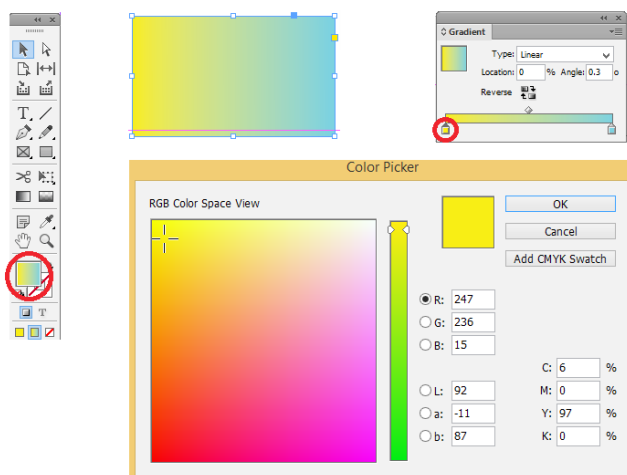 Gradient
Type: Linear
Location: 0 % Angle: 0.3 o
Reverse
T
T
Color Picker
RGB Color Space View
OK
Cancel
Add CMYK Swatch
R: 247
G: 236
B: 15
C: 6 %
L: 92 M: 0 %
a: -11 Y: 97 %
b: 87 K: 0 %